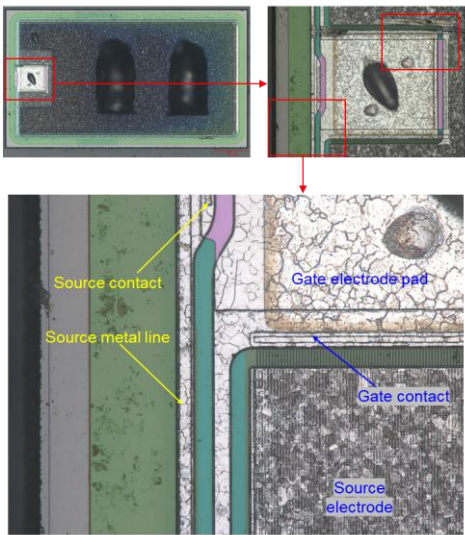 Source contact
Gate electrode pad
Source metal line
Gate contact
Source
electrode